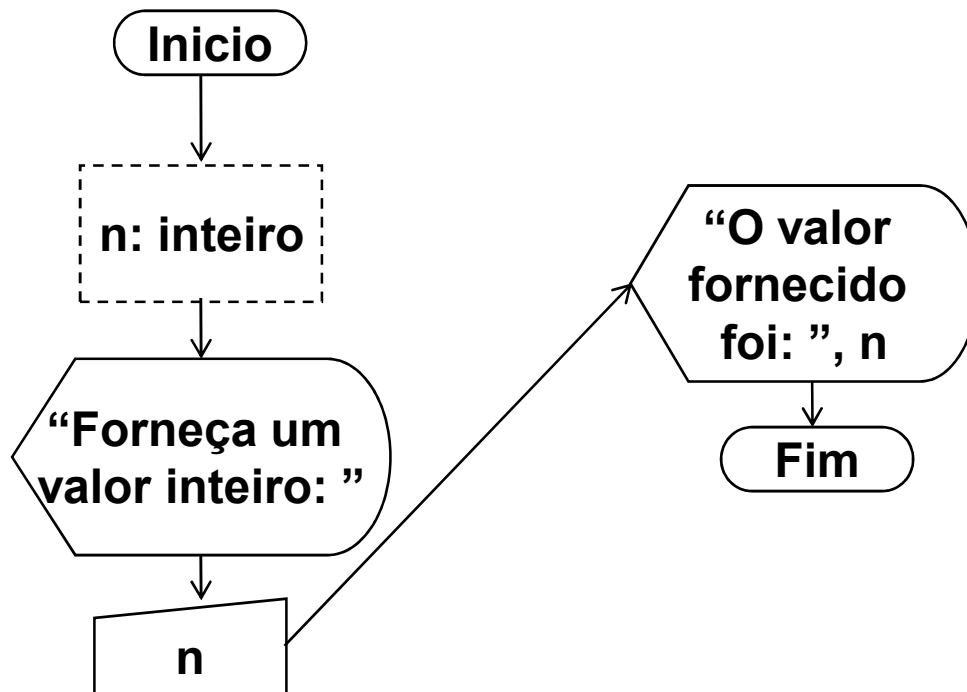 Inicio
n: inteiro
“Forneça um
valor inteiro: ”
n
“O valor
fornecido
foi: ”, n
Fim